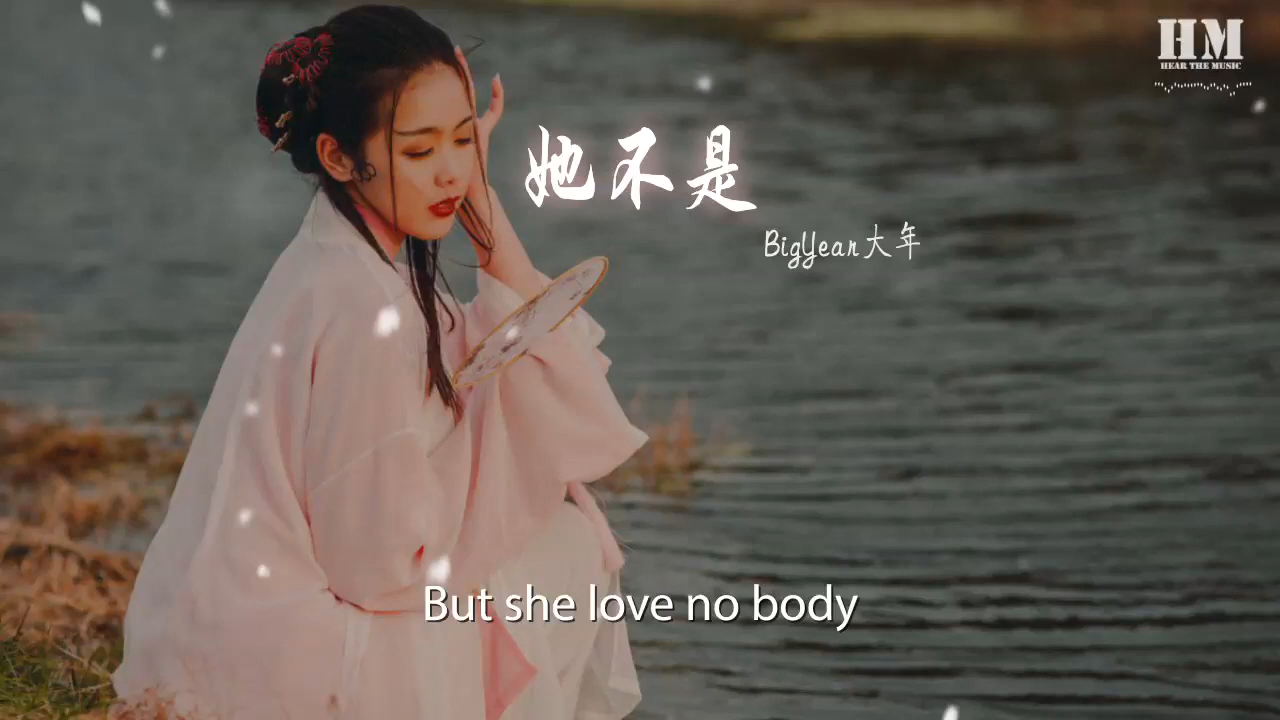 HM
HEAR THE MUSIC
她不是
BigYear大年
But she love no body